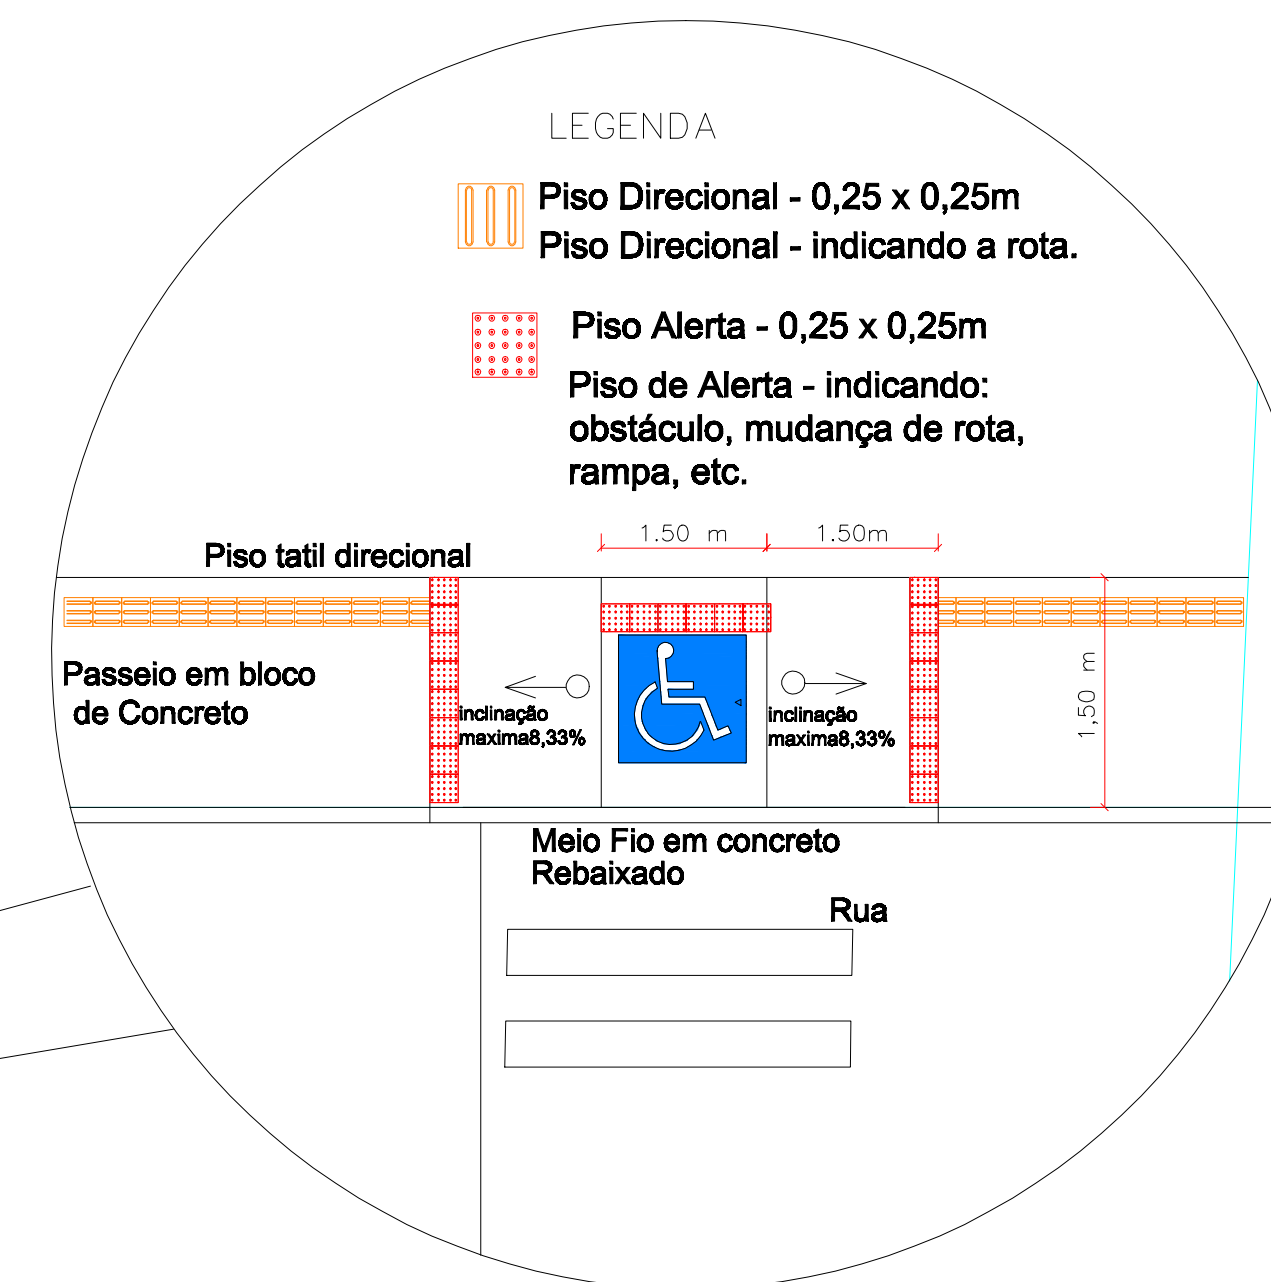 LEGENDA
Piso Direcional - 0,25 x 0,25m
Piso Direcional - indicando a rota.
Piso Alerta - 0,25 x 0,25m
Piso de Alerta - indicando:
obstáculo, mudança de rota,
rampa, etc.
1.50 m
1.50m
Piso tatil direcional
Passeio em bloco
de Concreto
inclinação
maxima8,33%
inclinação
maxima8,33%
1,50 m
Meio Fio em concreto
Rebaixado
Rua